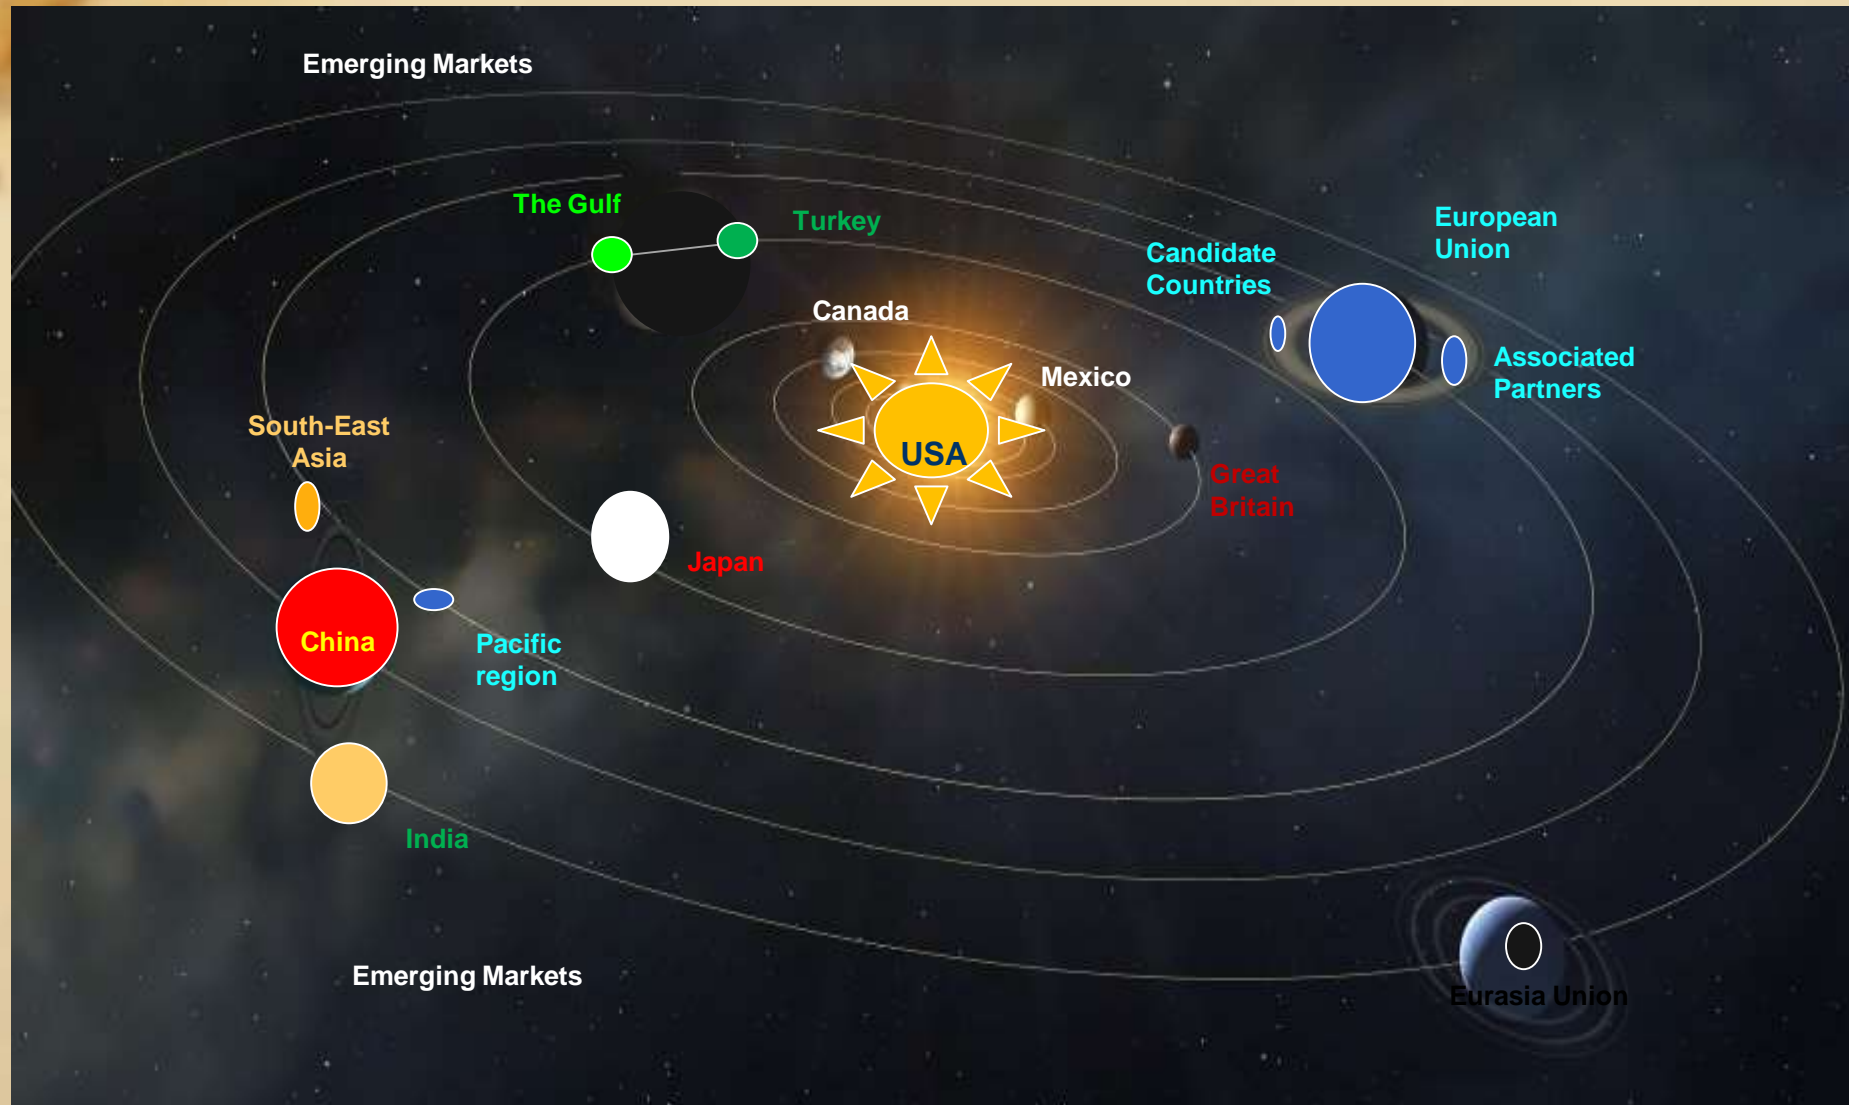 Emerging Markets
The Gulf
Turkey
European
Union
Candidate
Countries
Canada
Mexico
Associated
Partners
South-East
Asia
USA
Great
Britain
Japan
China
Pacific
region
India
Emerging Markets
Eurasia Union